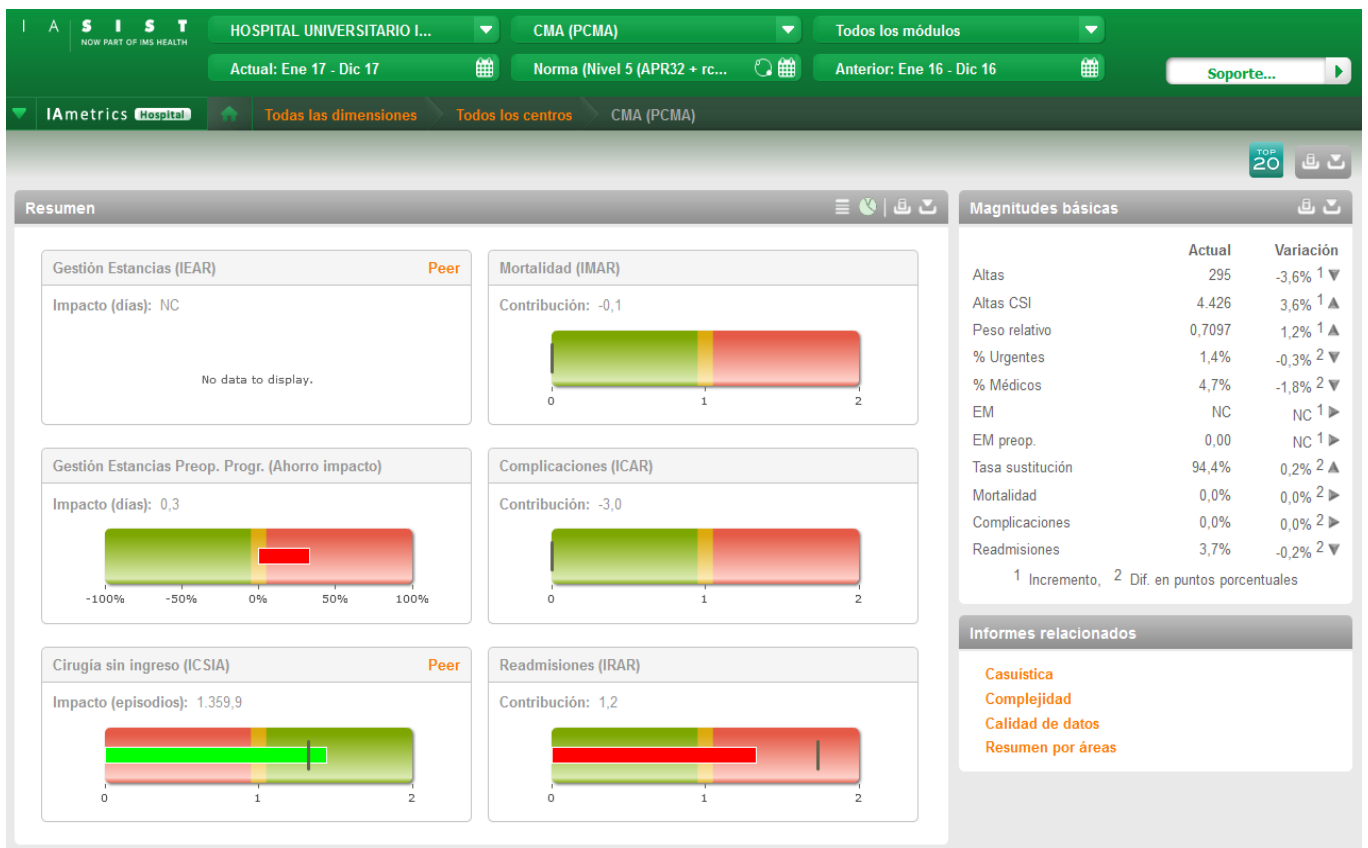 I A S I S T
NOW PART OF IMS HEALTH
HOSPITAL UNIVERSITARIO I...
CMA (PCMA)
Todos los módulos
Actual: Ene 17 - Dic 17
Norma (Nivel 5 (APR32 + rc...
Anterior: Ene 16 - Dic 16
Soporte...
IAmetrics Hospital
Todas las dimensiones
Todos los centros
CMA (PCMA)
TOP 20
Resumen
Gestión Estancias (IEAR) Peer
Impacto (días): NC
No data to display.
Mortalidad (IMAR)
Contribución: -0,1
0 1 2
Gestión Estancias Preop. Progr. (Ahorro impacto)
Impacto (días): 0,3
-100% -50% 0% 50% 100%
Complicaciones (ICAR)
Contribución: -3,0
0 1 2
Cirugía sin ingreso (ICSIA) Peer
Impacto (episodios): 1.359,9
0 1 2
Readmisiones (IRAR)
Contribución: 1,2
0 1 2
Magnitudes básicas
Actual Variación
Altas 295 -3,6% 1
Altas CSI 4.426 3,6% 1
Peso relativo 0,7097 1,2% 1
% Urgentes 1,4% -0,3% 2
% Médicos 4,7% -1,8% 2
EM NC NC 1
EM preop. 0,00 NC 1
Tasa sustitución 94,4% 0,2% 2
Mortalidad 0,0% 0,0% 2
Complicaciones 0,0% 0,0% 2
Readmisiones 3,7% -0,2% 2
1 Incremento, 2 Dif. en puntos porcentuales
Informes relacionados
Casuística
Complejidad
Calidad de datos
Resumen por áreas